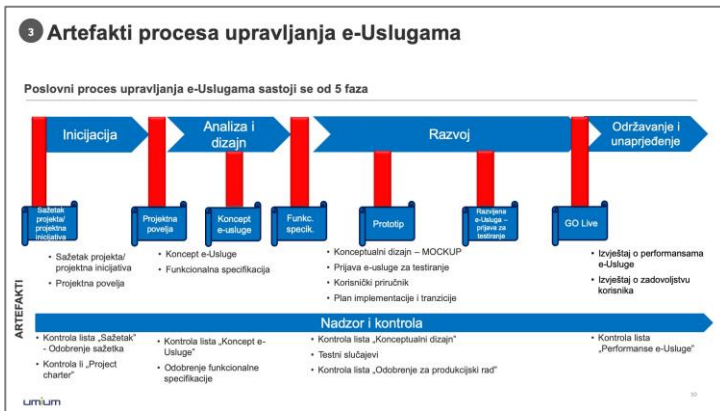 3 Artefakti procesa upravljanja e-Uslugama
Poslovni proces upravljanja e-Uslugama sastoji se od 5 faza
Inicijacija
Analiza i
dizajn
Razvoj
Održavanje i
unaprjeđenje
Sažetak
projekta/
projektna
inicijativa
Projektna
povelja
Koncept
e-usluge
Funkc.
specik.
Prototip
Razvijena
e-Usluga –
prijava za
testiranje
GO Live
ARTEFAKTI
• Sažetak projekta/
projektna inicijativa
• Projektna povelja
• Koncept e-Usluge
• Funkcionalna specifikacija
• Konceptualni dizajn – MOCKUP
• Prijava e-usluge za testiranje
• Korisnički priručnik
• Plan implementacije i tranzicije
• Izvještaj o performansama
e-Usluge
• Izvještaj o zadovoljstvu
korisnika
Nadzor i kontrola
• Kontrola lista „Sažetak"
- Odobrenje sažetka
• Kontrola li „Project
charter"
• Kontrola lista „Koncept e-
Usluge"
• Odobrenje funkcionalne
specifikacije
• Kontrola lista „Konceptualni dizajn"
• Testni slučajevi
• Kontrola lista „Odobrenje za produkcijski rad"
• Kontrola lista
„Performanse e-Usluge"
umium